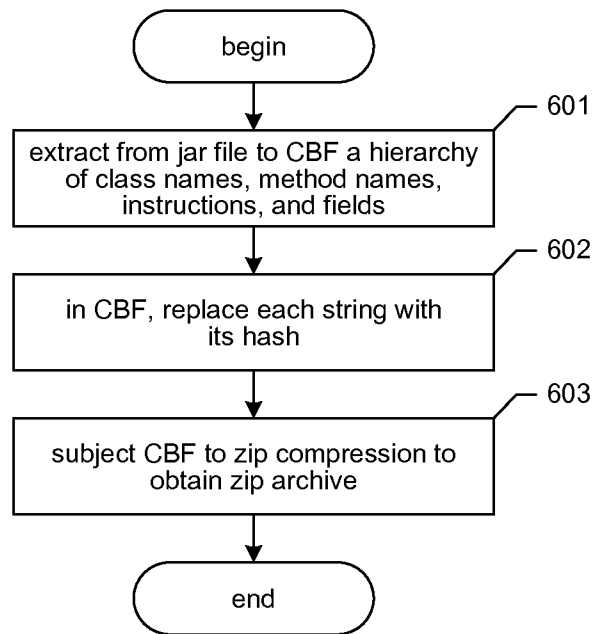 begin
601
extract from jar file to CBF a hierarchy
of class names, method names,
instructions, and fields
602
in CBF, replace each string with
its hash
603
subject CBF to zip compression to
obtain zip archive
end